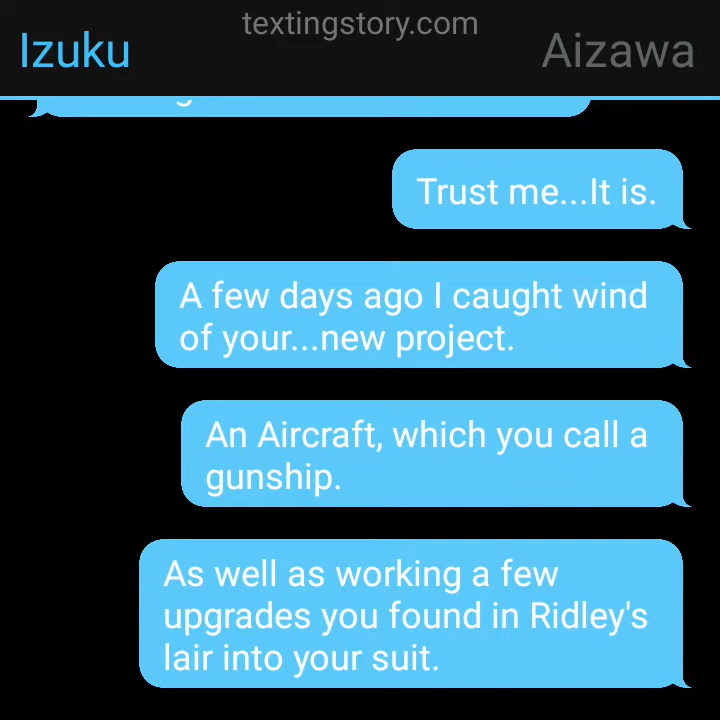 textingstory.com
Izuku
Aizawa
Trust me...It is.
A few days ago I caught wind
of your...new project.
An Aircraft, which you call a
gunship.
As well as working a few
upgrades you found in Ridley's
lair into your suit.